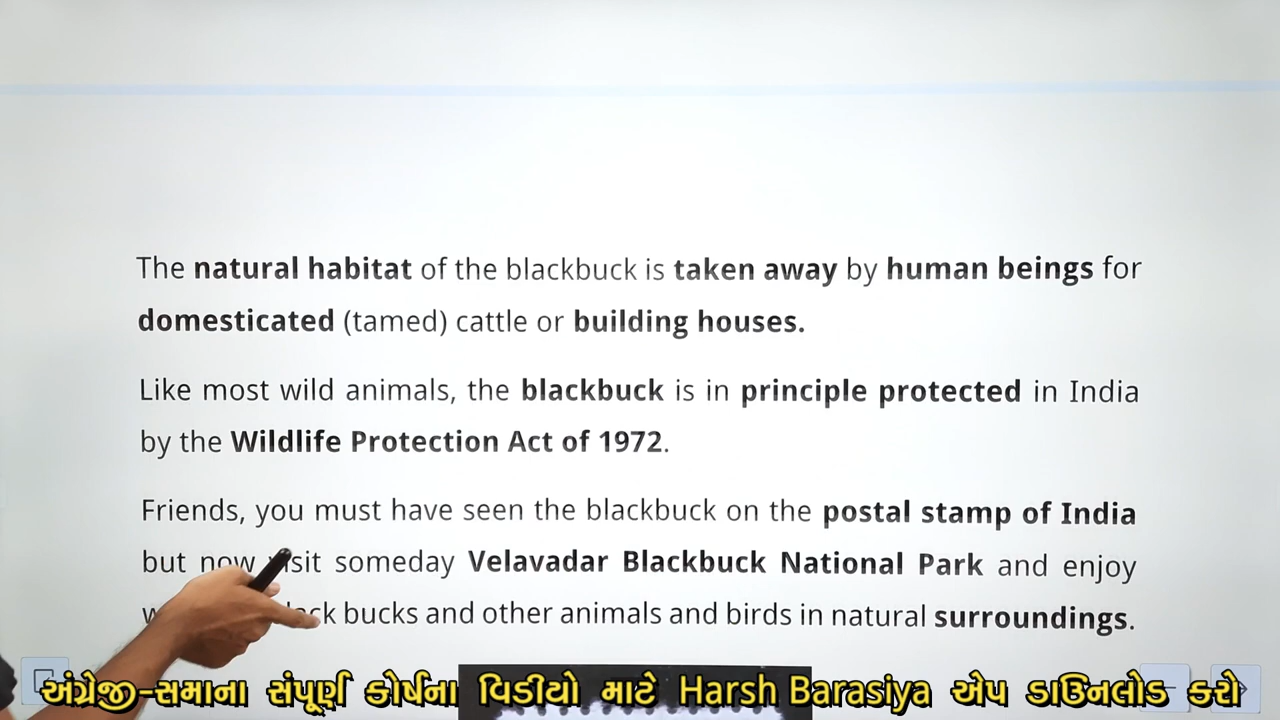 The natural habitat of the blackbuck is taken away by human beings for
domesticated (tamed) cattle or building houses.
Like most wild animals, the blackbuck is in principle protected in India
by the Wildlife Protection Act of 1972.
Friends, you must have seen the blackbuck on the postal stamp of India
but now visit someday Velavadar Blackbuck National Park and enjoy
bucks and other animals and birds in natural surroundings.
અંગ્રેજી-સમાના સંપૂર્ણ કોર્ષના વિડીયો માટે Harsh Barasiya એપ ડાઉનલોડ કરો